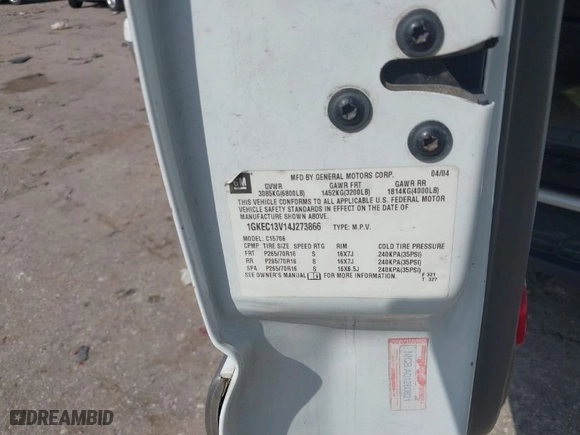 MFD BY GENERAL MOTORS CORP. 04/04
GM GVWR GAWR FRT GAWR RR
3085KG(6800LB) 1452KG(3200LB) 1814KG(4000LB)
THIS VEHICLE CONFORMS TO ALL APPLICABLE U.S. FEDERAL MOTOR
VEHICLE SAFETY STANDARDS IN EFFECT ON THE DATE OF
MANUFACTURE SHOWN ABOVE.
1GKEC13V14J273866 TYPE: M.P.V.
MODEL: C15706
CPMP TIRE SIZE SPEED RTG RIM COLD TIRE PRESSURE
FRT P265/70R16 S 16X7J 240KPA(35PSI)
RR P265/70R16 S 16X7J 240KPA(35PSI)
SPA P265/70R16 S 16X6.5J 240KPA(35PSI)
SEE OWNER'S MANUAL FOR MORE INFORMATION.
F 321
T 327
DREAMBID